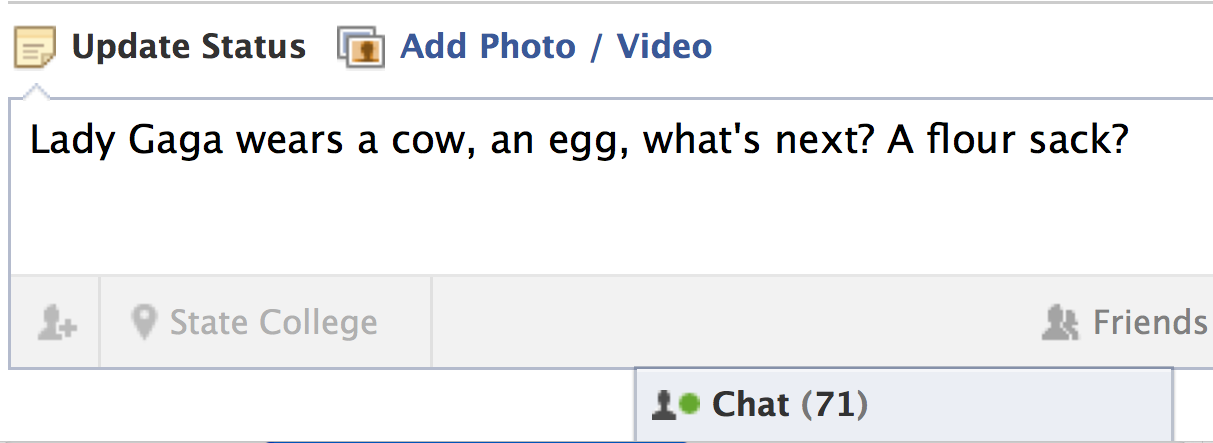 Update Status Add Photo / Video
Lady Gaga wears a cow, an egg, what's next? A flour sack?
State College Friends
Chat (71)